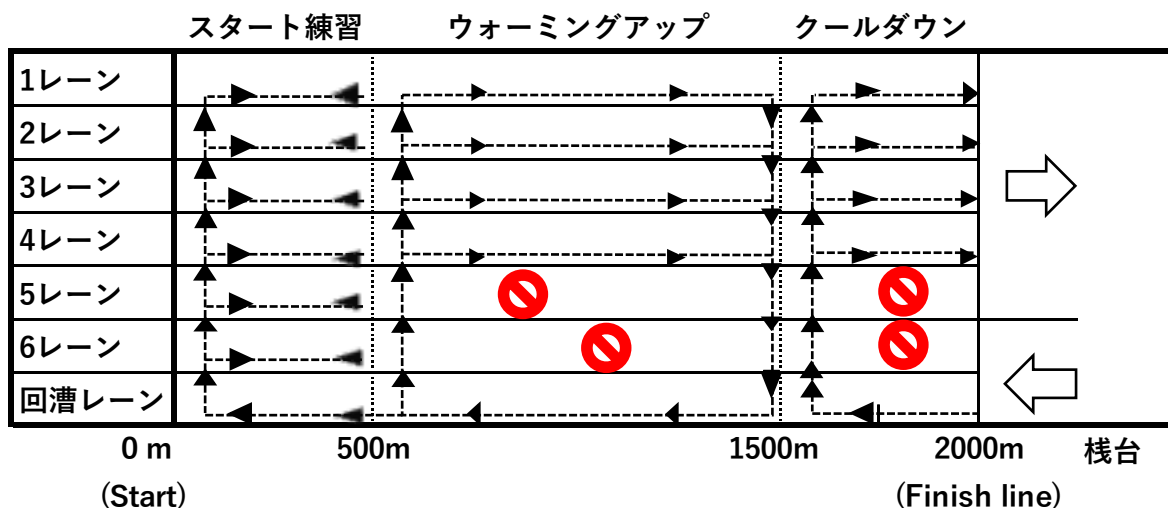 スタート練習 ウォーミングアップ クールダウン
1レーン
2レーン
3レーン
4レーン
5レーン
6レーン
回漕レーン
0 m 500m 1500m 2000m 桟台
(Start) (Finish line)